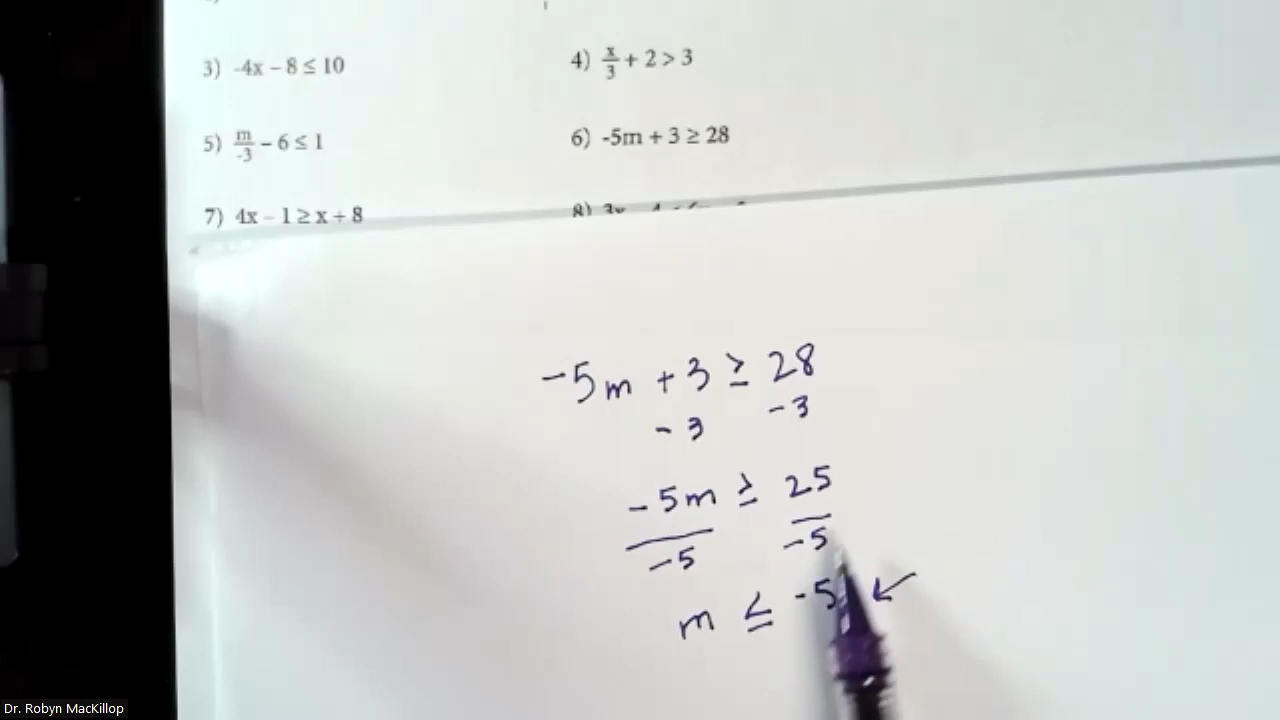 3) -4x – 8 ≤ 10
4) x/3 + 2 > 3
5) m/-3 – 6 ≤ 1
6) -5m + 3 ≥ 28
7) 4x – 1 ≥ x + 8
8)
-5m + 3 ≥ 28
- 3 - 3
-5m ≥ 25
-5 -5
m ≤ -5
Dr. Robyn MacKillop